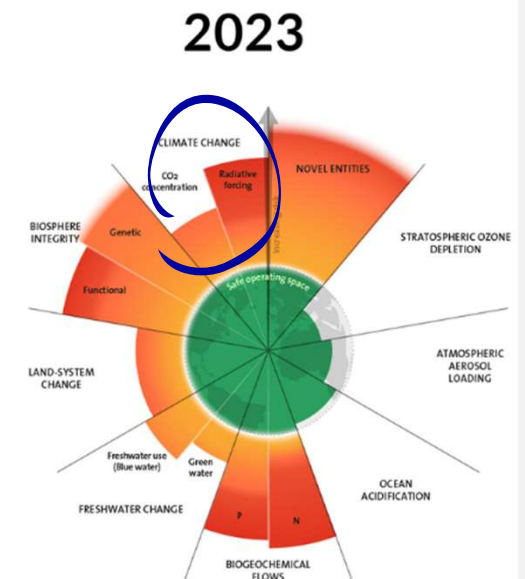 2023
CLIMATE CHANGE
CO₂
concentration
Radiative
forcing
NOVEL ENTITIES
STRATOSPHERIC OZONE
DEPLETION
ATMOSPHERIC
AEROSOL
LOADING
OCEAN
ACIDIFICATION
N
P
BIOGEOCHEMICAL
FLOWS
FRESHWATER CHANGE
Green
water
Freshwater use
(Blue water)
LAND-SYSTEM
CHANGE
BIOSPHERE
INTEGRITY
Functional
Genetic
Safe operating space